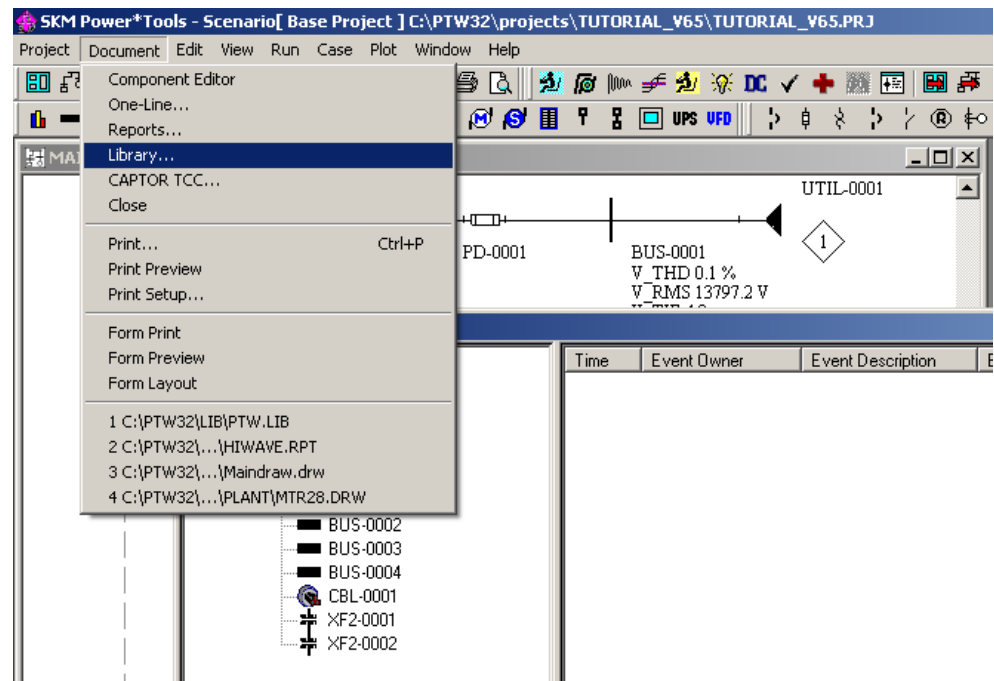 SKM Power*Tools - Scenario[ Base Project ] C:\PTW32\projects\TUTORIAL_V65\TUTORIAL_V65.PRJ
Project Document Edit View Run Case Plot Window Help
Component Editor
One-Line...
Reports...
Library...
CAPTOR TCC...
Close
Print... Ctrl+P
Print Preview
Print Setup...
Form Print
Form Preview
Form Layout
1 C:\PTW32\LIB\PTW.LIB
2 C:\PTW32\...\HIWAVE.RPT
3 C:\PTW32\...\Maindraw.drw
4 C:\PTW32\...\PLANT\MTR28.DRW
DC
UPS VFD
R
MAI
UTIL-0001
1
PD-0001
BUS-0001
V_THD 0.1 %
V_RMS 13797.2 V
Time Event Owner Event Description E
BUS-0002
BUS-0003
BUS-0004
CBL-0001
XF2-0001
XF2-0002